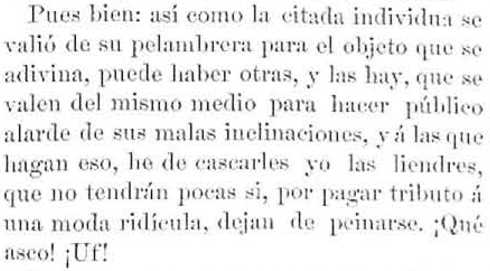 Pues bien: así como la citada individua se
valió de su pelambrera para el objeto que se
adivina, puede haber otras, y las hay, que se
valen del mismo medio para hacer público
alarde de sus malas inclinaciones, y á las que
hagan eso, he de cascarles yo las liendres,
que no tendrán pocas si, por pagar tributo á
una moda ridícula, dejan de peinarse. ¡Qué
asco! ¡Uf!